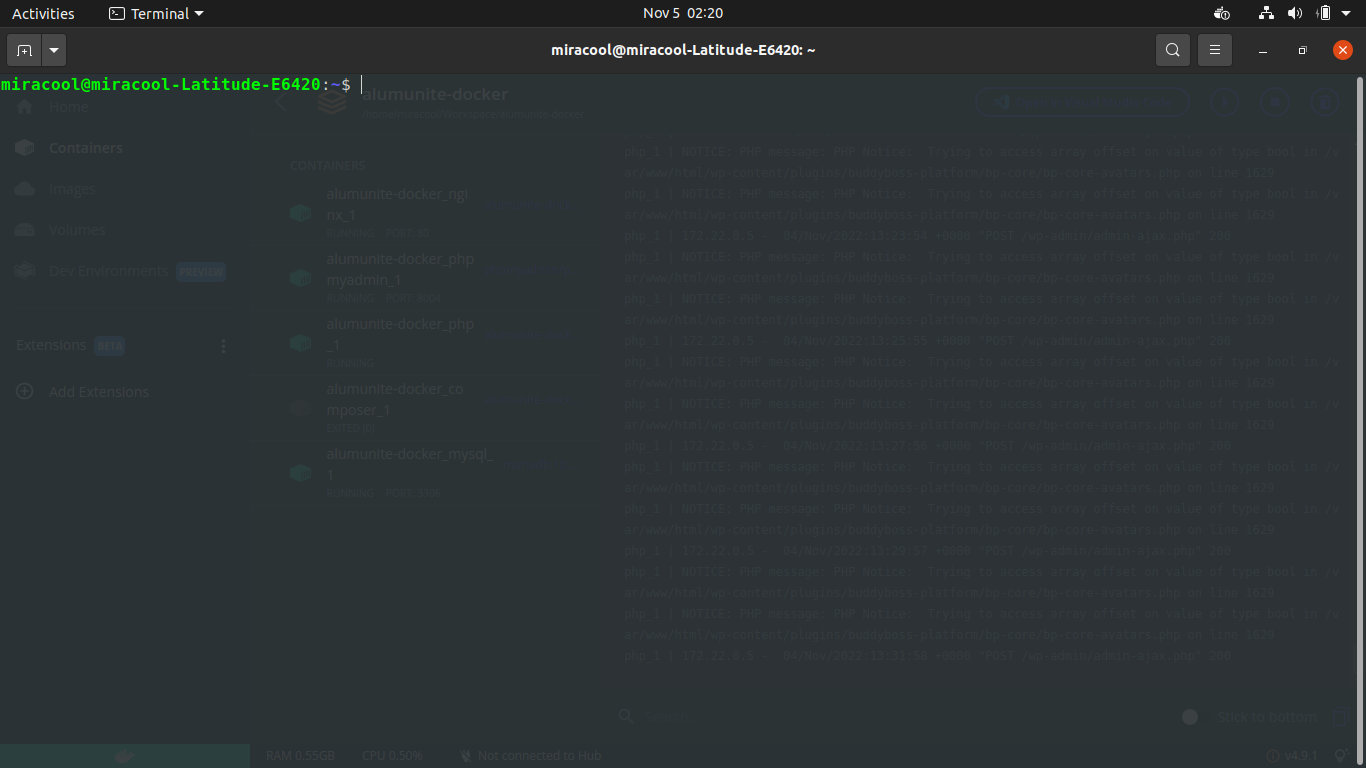 Activities
Terminal
Nov 5 02:20
miracool@miracool-Latitude-E6420: ~
miracool@miracool-Latitude-E6420:~$
Home
Containers
Images
Volumes
Dev Environments PREVIEW
Extensions BETA
Add Extensions
alumunite-docker
CONTAINERS
alumunite-docker_ngi
nx_1
RUNNING PORT: 80
alumunite-docker_php
myadmin_1
RUNNING
alumunite-docker_php
_1
RUNNING
alumunite-docker_co
mposer_1
EXITED (0)
alumunite-docker_mysql_
1
RUNNING PORT: 3306
php_1 | NOTICE: PHP message: PHP Notice:  Trying to access array offset on value of type bool in /v
ar/www/html/wp-content/plugins/buddyboss-platform/bp-core/bp-core-avatars.php on line 1629
php_1 | NOTICE: PHP message: PHP Notice:  Trying to access array offset on value of type bool in /v
ar/www/html/wp-content/plugins/buddyboss-platform/bp-core/bp-core-avatars.php on line 1629
php_1 | 172.22.0.5 -  04/Nov/2022:13:23:54 +0000 "POST /wp-admin/admin-ajax.php" 200
php_1 | NOTICE: PHP message: PHP Notice:  Trying to access array offset on value of type bool in /v
ar/www/html/wp-content/plugins/buddyboss-platform/bp-core/bp-core-avatars.php on line 1629
php_1 | NOTICE: PHP message: PHP Notice:  Trying to access array offset on value of type bool in /v
ar/www/html/wp-content/plugins/buddyboss-platform/bp-core/bp-core-avatars.php on line 1629
php_1 | 172.22.0.5 -  04/Nov/2022:13:25:55 +0000 "POST /wp-admin/admin-ajax.php" 200
php_1 | NOTICE: PHP message: PHP Notice:  Trying to access array offset on value of type bool in /v
ar/www/html/wp-content/plugins/buddyboss-platform/bp-core/bp-core-avatars.php on line 1629
php_1 | NOTICE: PHP message: PHP Notice:  Trying to access array offset on value of type bool in /v
ar/www/html/wp-content/plugins/buddyboss-platform/bp-core/bp-core-avatars.php on line 1629
php_1 | 172.22.0.5 -  04/Nov/2022:13:27:56 +0000 "POST /wp-admin/admin-ajax.php" 200
php_1 | NOTICE: PHP message: PHP Notice:  Trying to access array offset on value of type bool in /v
ar/www/html/wp-content/plugins/buddyboss-platform/bp-core/bp-core-avatars.php on line 1629
php_1 | NOTICE: PHP message: PHP Notice:  Trying to access array offset on value of type bool in /v
ar/www/html/wp-content/plugins/buddyboss-platform/bp-core/bp-core-avatars.php on line 1629
php_1 | 172.22.0.5 -  04/Nov/2022:13:29:57 +0000 "POST /wp-admin/admin-ajax.php" 200
php_1 | NOTICE: PHP message: PHP Notice:  Trying to access array offset on value of type bool in /v
ar/www/html/wp-content/plugins/buddyboss-platform/bp-core/bp-core-avatars.php on line 1629
php_1 | NOTICE: PHP message: PHP Notice:  Trying to access array offset on value of type bool in /v
ar/www/html/wp-content/plugins/buddyboss-platform/bp-core/bp-core-avatars.php on line 1629
php_1 | 172.22.0.5 -  04/Nov/2022:13:31:58 +0000 "POST /wp-admin/admin-ajax.php" 200
Stick to bottom
RAM 0.55GB CPU 0.50% Not connected to Hub v4.9.1